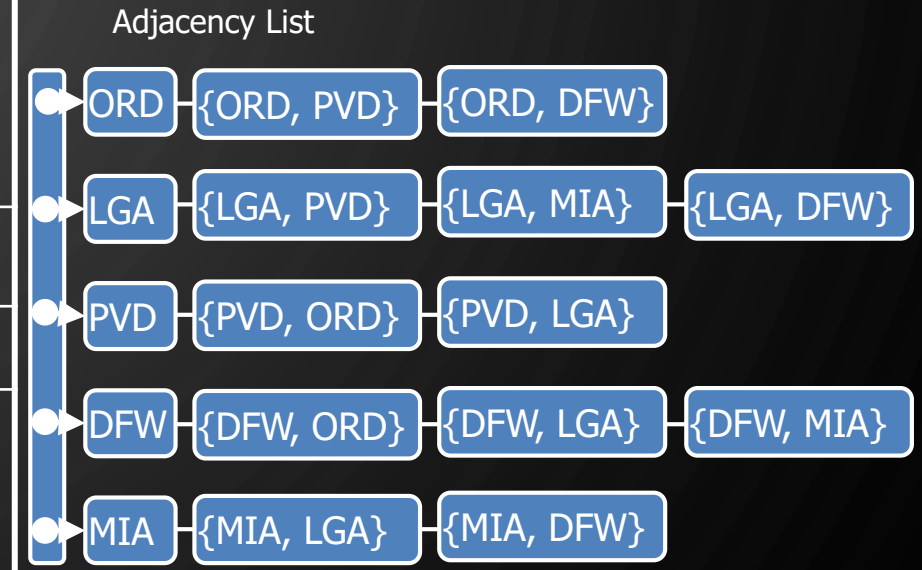 Adjacency List
ORD {ORD, PVD} {ORD, DFW}
LGA {LGA, PVD} {LGA, MIA} {LGA, DFW}
PVD {PVD, ORD} {PVD, LGA}
DFW {DFW, ORD} {DFW, LGA} {DFW, MIA}
MIA {MIA, LGA} {MIA, DFW}